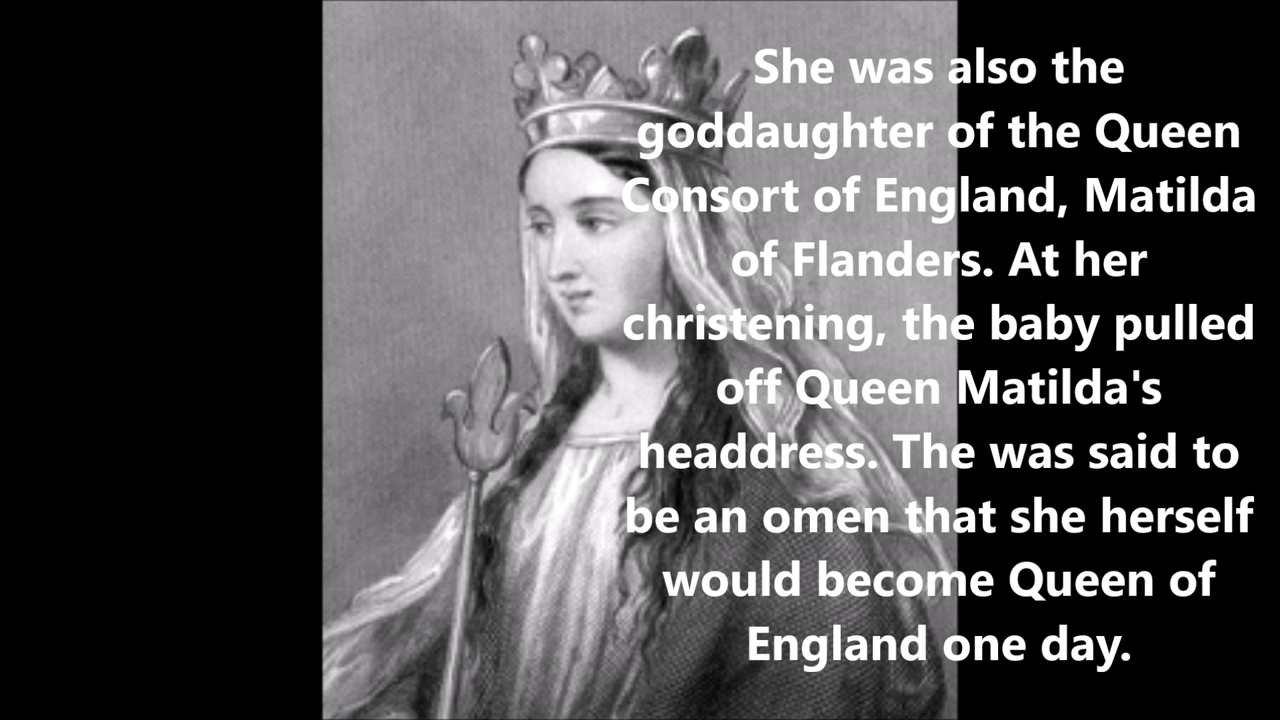 She was also the
goddaughter of the Queen
Consort of England, Matilda
of Flanders. At her
christening, the baby pulled
off Queen Matilda's
headdress. The was said to
be an omen that she herself
would become Queen of
England one day.